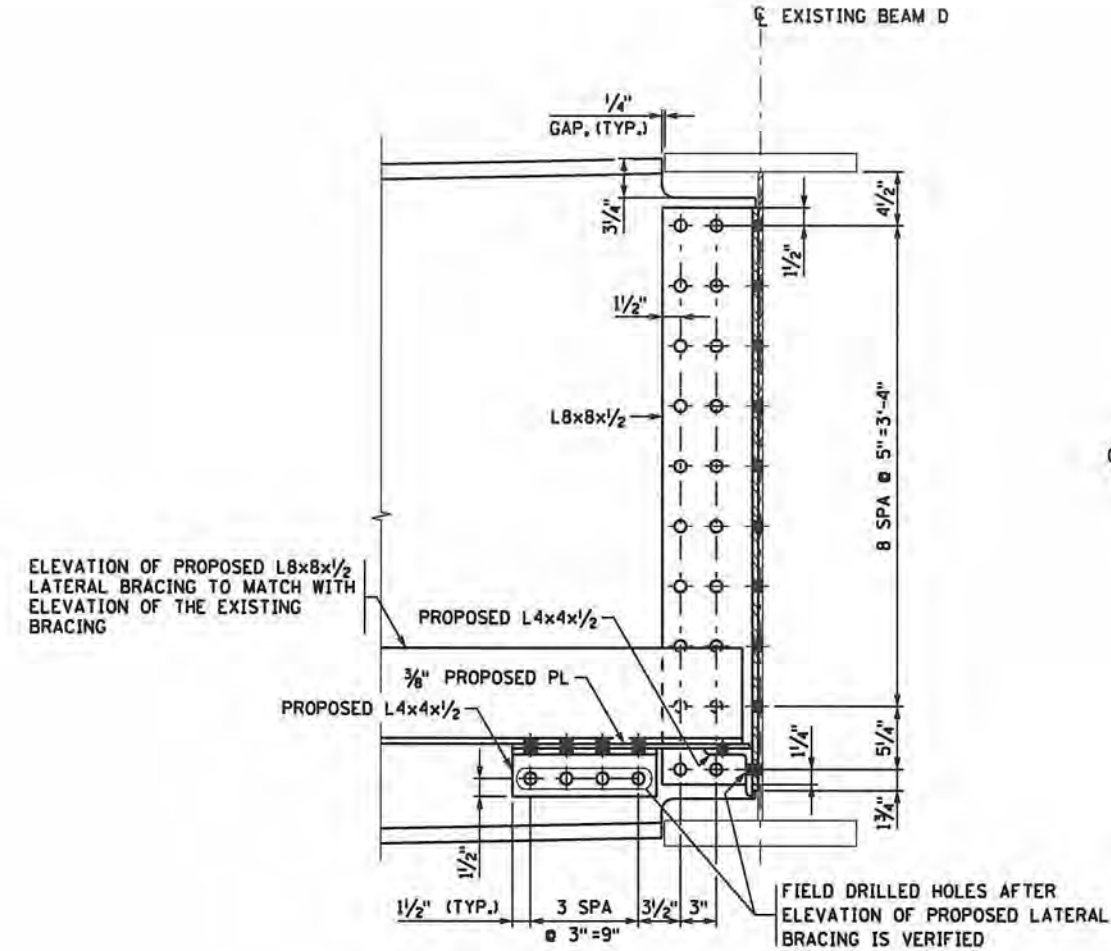 ℄ EXISTING BEAM D
1/4"
GAP. (TYP.)
3 1/4"
4 1/2"
1 1/2"
1 1/2"
L8x8x1/2
8 SPA @ 5"=3'-4"
ELEVATION OF PROPOSED L8x8x1/2
LATERAL BRACING TO MATCH WITH
ELEVATION OF THE EXISTING
BRACING
PROPOSED L4x4x1/2
3/8" PROPOSED PL
PROPOSED L4x4x1/2
5 1/4"
1 1/4"
1 3/4"
1 1/2"
1 1/2" (TYP.)
3 SPA
@ 3"=9"
3 1/2"
3"
FIELD DRILLED HOLES AFTER
ELEVATION OF PROPOSED LATERAL
BRACING IS VERIFIED